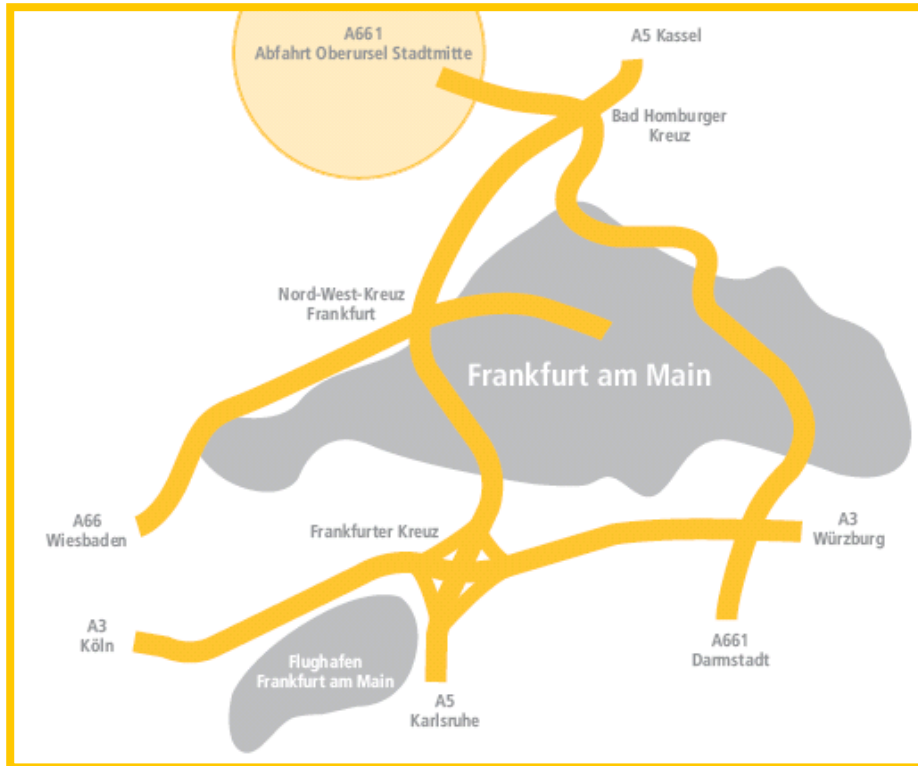 A661
Abfahrt Oberursel Stadtmitte
A5 Kassel
Bad Homburger
Kreuz
Nord-West-Kreuz
Frankfurt
Frankfurt am Main
A66
Wiesbaden
Frankfurter Kreuz
A3
Würzburg
A3
Köln
Flughafen
Frankfurt am Main
A661
Darmstadt
A5
Karlsruhe